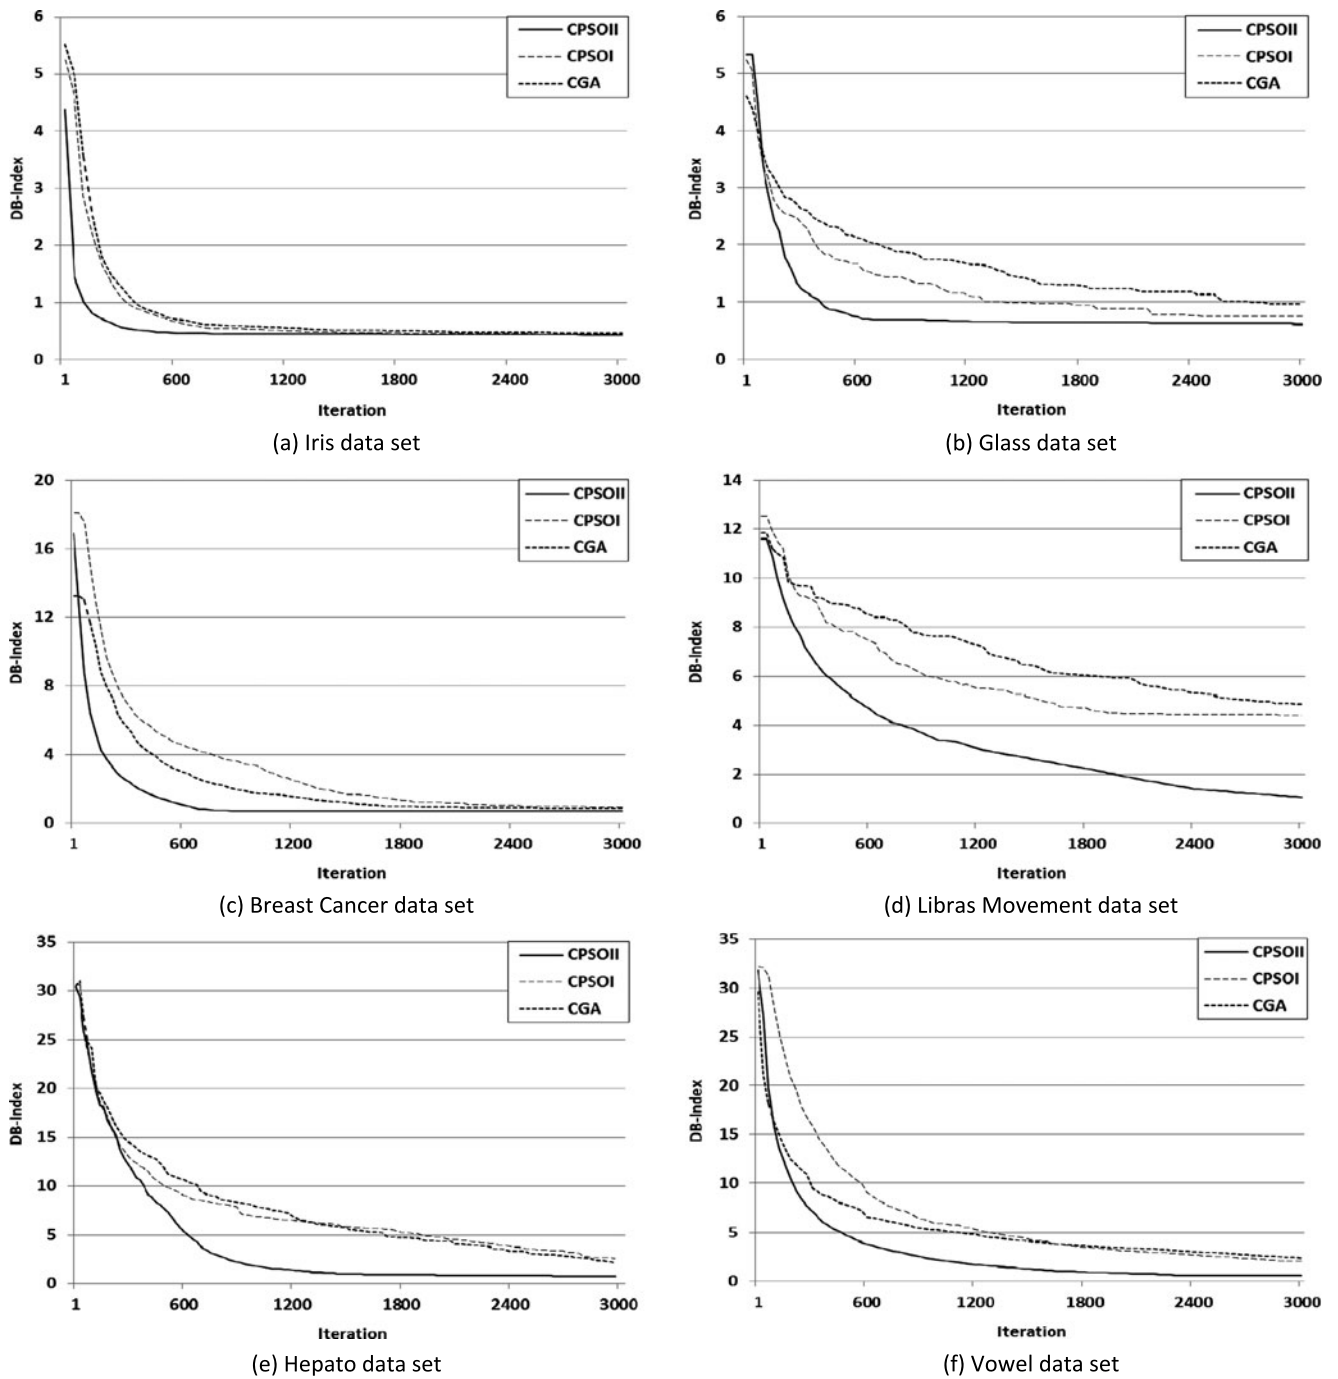 6
5
4
3
2
1
0
DB-Index
1 600 1200 1800 2400 3000
Iteration
CPSOII
CPSOI
CGA
(a) Iris data set
6
5
4
3
2
1
0
DB-Index
1 600 1200 1800 2400 3000
Iteration
CPSOII
CPSOI
CGA
(b) Glass data set
20
16
12
8
4
0
DB-Index
1 600 1200 1800 2400 3000
Iteration
CPSOII
CPSOI
CGA
(c) Breast Cancer data set
14
12
10
8
6
4
2
0
DB-Index
1 600 1200 1800 2400 3000
Iteration
CPSOII
CPSOI
CGA
(d) Libras Movement data set
35
30
25
20
15
10
5
0
DB-Index
1 600 1200 1800 2400 3000
Iteration
CPSOII
CPSOI
CGA
(e) Hepato data set
35
30
25
20
15
10
5
0
DB-Index
1 600 1200 1800 2400 3000
Iteration
CPSOII
CPSOI
CGA
(f) Vowel data set